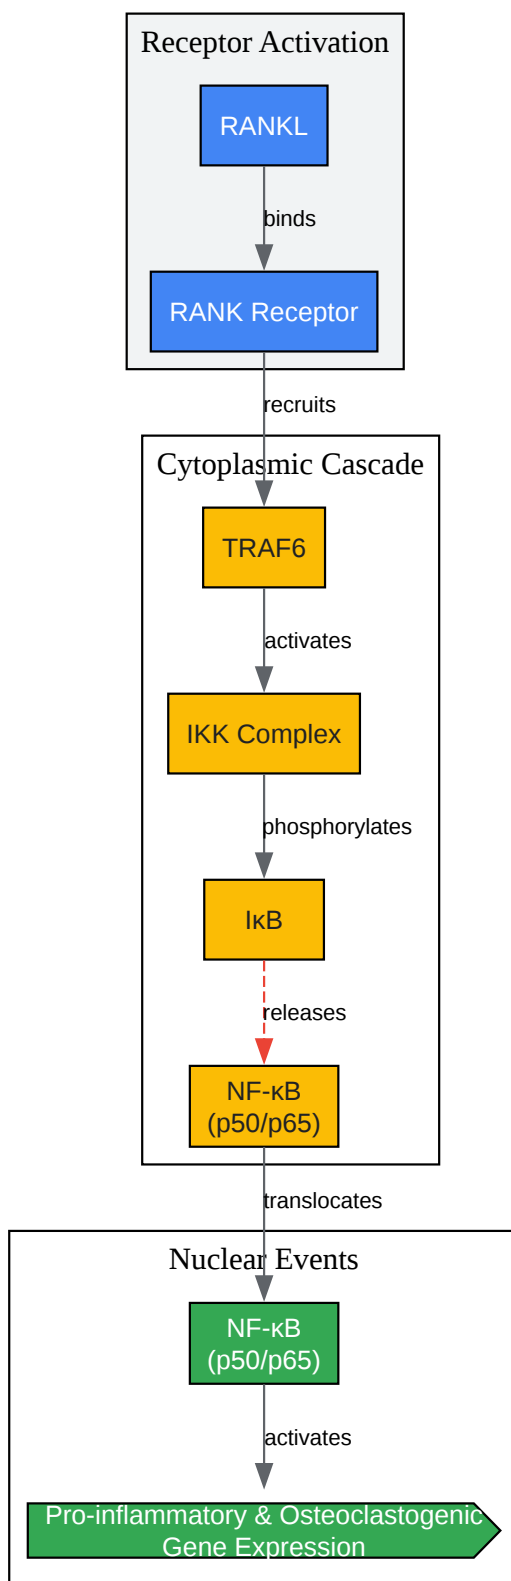 Receptor Activation
RANKL
binds
RANK Receptor
recruits
Cytoplasmic Cascade
TRAF6
activates
IKK Complex
phosphorylates
IκB
releases
NF-κB
(p50/p65)
translocates
Nuclear Events
NF-κB
(p50/p65)
activates
Pro-inflammatory & Osteoclastogenic
Gene Expression